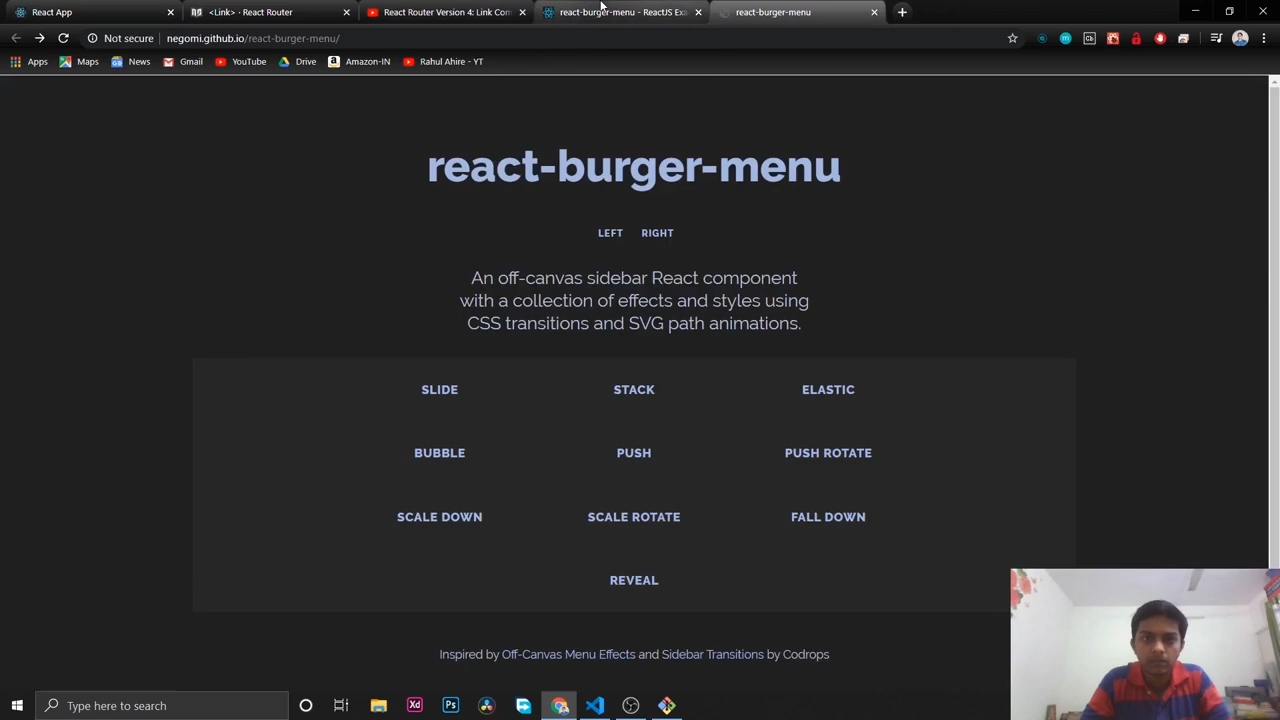 React App
<Link> · React Router
React Router Version 4: Link Com
react-burger-menu - ReactJS Exa
react-burger-menu
Not secure
negomi.github.io/react-burger-menu/
Apps
Maps
News
Gmail
YouTube
Drive
Amazon-IN
Rahul Ahire - YT
react-burger-menu
LEFT RIGHT
An off-canvas sidebar React component
with a collection of effects and styles using
CSS transitions and SVG path animations.
SLIDE STACK ELASTIC
BUBBLE PUSH PUSH ROTATE
SCALE DOWN SCALE ROTATE FALL DOWN
REVEAL
Inspired by Off-Canvas Menu Effects and Sidebar Transitions by Codrops
Type here to search
Xd
Ps